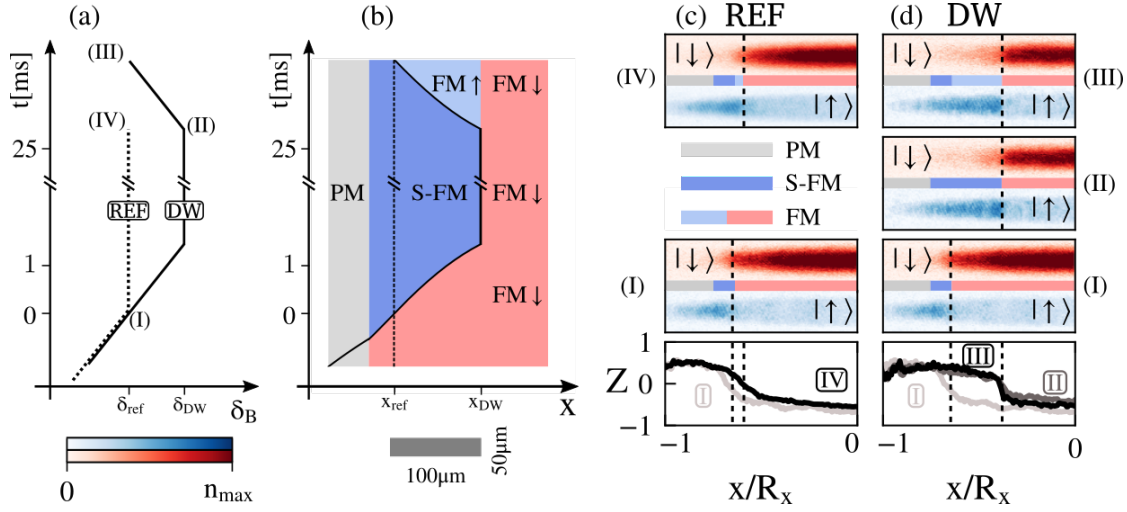 (a)
t[ms]
(III)
(IV)
(II)
25
REF
DW
1
0
(I)
δref
δDW
δB
0
nmax
(b)
t[ms]
FM↑
FM↓
PM
S-FM
FM↓
FM↓
xref
xDW
x
100μm
50μm
(c) REF
(IV)
|↓⟩
|↑⟩
PM
S-FM
FM
(I)
|↓⟩
|↑⟩
Z
1
0
-1
I
IV
-1
0
x/Rx
(d) DW
|↓⟩
|↑⟩
(III)
|↓⟩
|↑⟩
(II)
|↓⟩
|↑⟩
(I)
III
I
II
-1
0
x/Rx